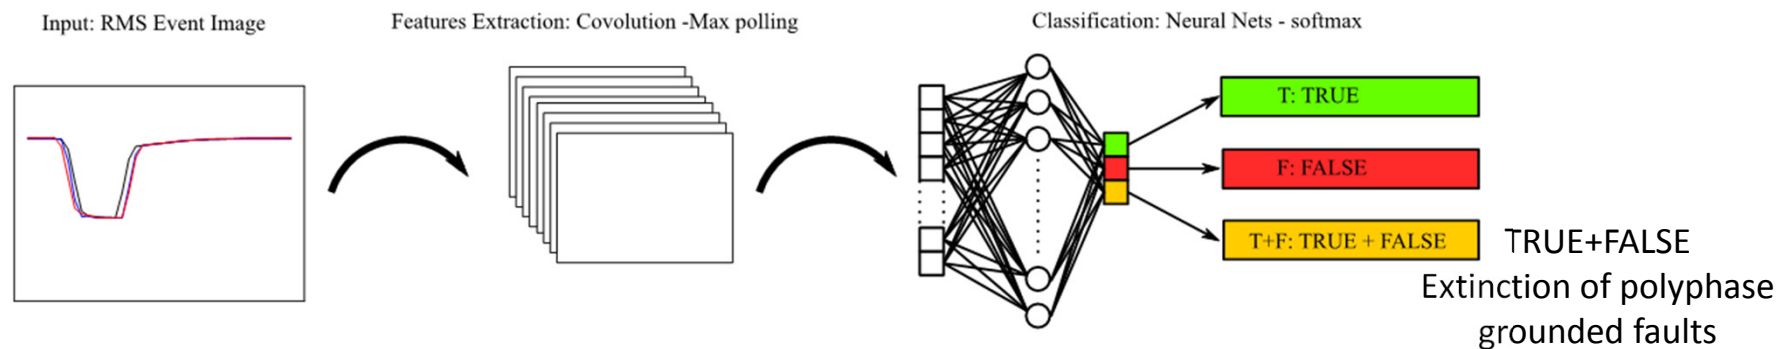 Input: RMS Event Image
Features Extraction: Covolution -Max polling
Classification: Neural Nets - softmax
T: TRUE
F: FALSE
T+F: TRUE + FALSE
TRUE+FALSE
Extinction of polyphase
grounded faults